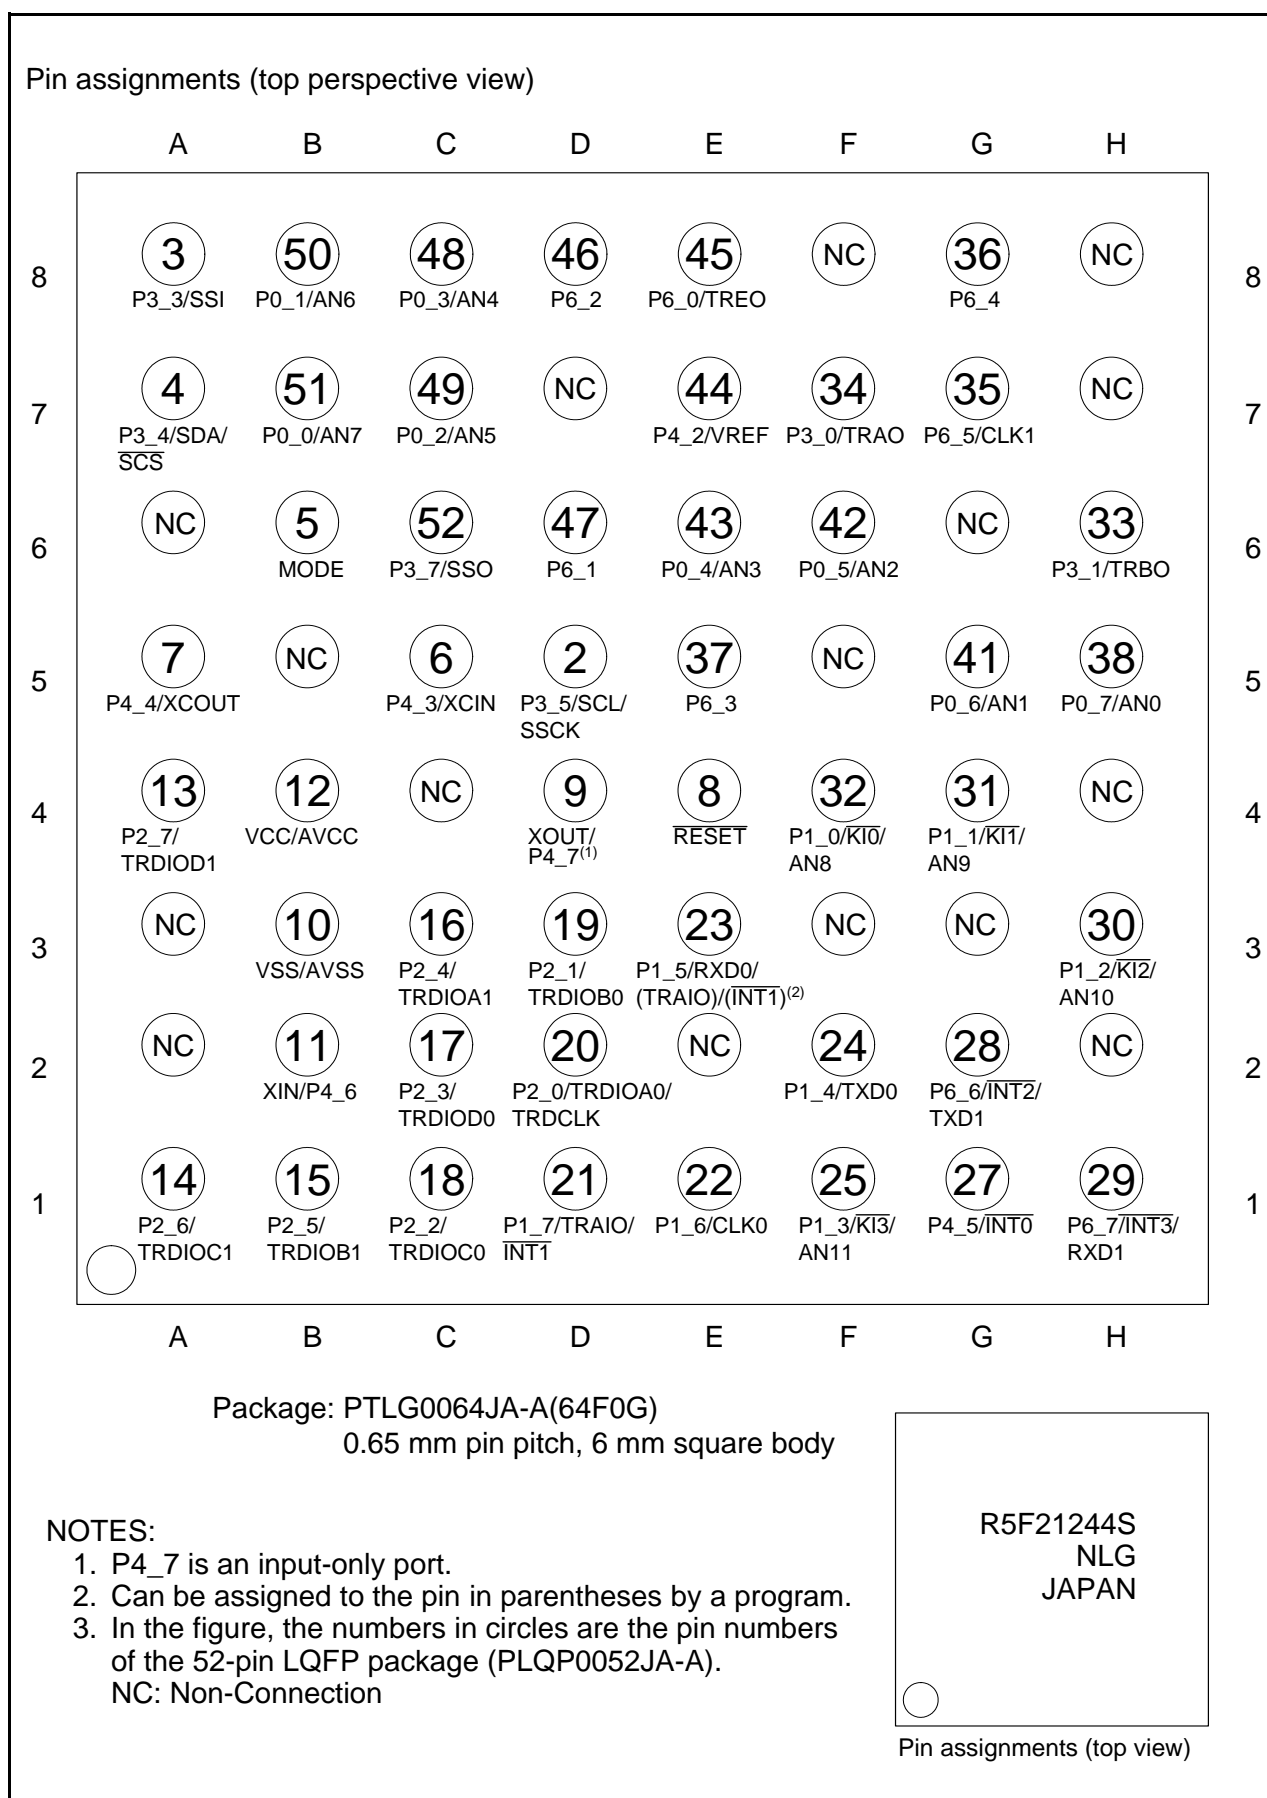 Pin assignments (top perspective view)
A B C D E F G H
8 3 50 48 46 45 NC 36 NC 8
P3_3/SSI P0_1/AN6 P0_3/AN4 P6_2 P6_0/TREO P6_4
7 4 51 49 NC 44 34 35 NC 7
P3_4/SDA/ P0_0/AN7 P0_2/AN5 P4_2/VREF P3_0/TRAO P6_5/CLK1
SCS
6 NC 5 52 47 43 42 NC 33 6
MODE P3_7/SSO P6_1 P0_4/AN3 P0_5/AN2 P3_1/TRBO
5 7 NC 6 2 37 NC 41 38 5
P4_4/XCOUT P4_3/XCIN P3_5/SCL/ P6_3 P0_6/AN1 P0_7/AN0
SSCK
4 13 12 NC 9 8 32 31 NC 4
P2_7/ VCC/AVCC XOUT/ RESET P1_0/KI0/ P1_1/KI1/
TRDIOD1 P4_7(1) AN8 AN9
3 NC 10 16 19 23 NC NC 30 3
VSS/AVSS P2_4/ P2_1/ P1_5/RXD0/ P1_2/KI2/
TRDIOA1 TRDIOB0 (TRAIO)/(INT1)(2) AN10
2 NC 11 17 20 NC 24 28 NC 2
XIN/P4_6 P2_3/ P2_0/TRDIOA0/ P1_4/TXD0 P6_6/INT2/
TRDIOD0 TRDCLK TXD1
1 14 15 18 21 22 25 27 29 1
P2_6/ P2_5/ P2_2/ P1_7/TRAIO/ P1_6/CLK0 P1_3/KI3/ P4_5/INT0 P6_7/INT3/
TRDIOC1 TRDIOB1 TRDIOC0 INT1 AN11 RXD1
A B C D E F G H
Package: PTLG0064JA-A(64F0G)
0.65 mm pin pitch, 6 mm square body
NOTES:
1. P4_7 is an input-only port.
2. Can be assigned to the pin in parentheses by a program.
3. In the figure, the numbers in circles are the pin numbers
of the 52-pin LQFP package (PLQP0052JA-A).
NC: Non-Connection
R5F21244S
NLG
JAPAN
Pin assignments (top view)